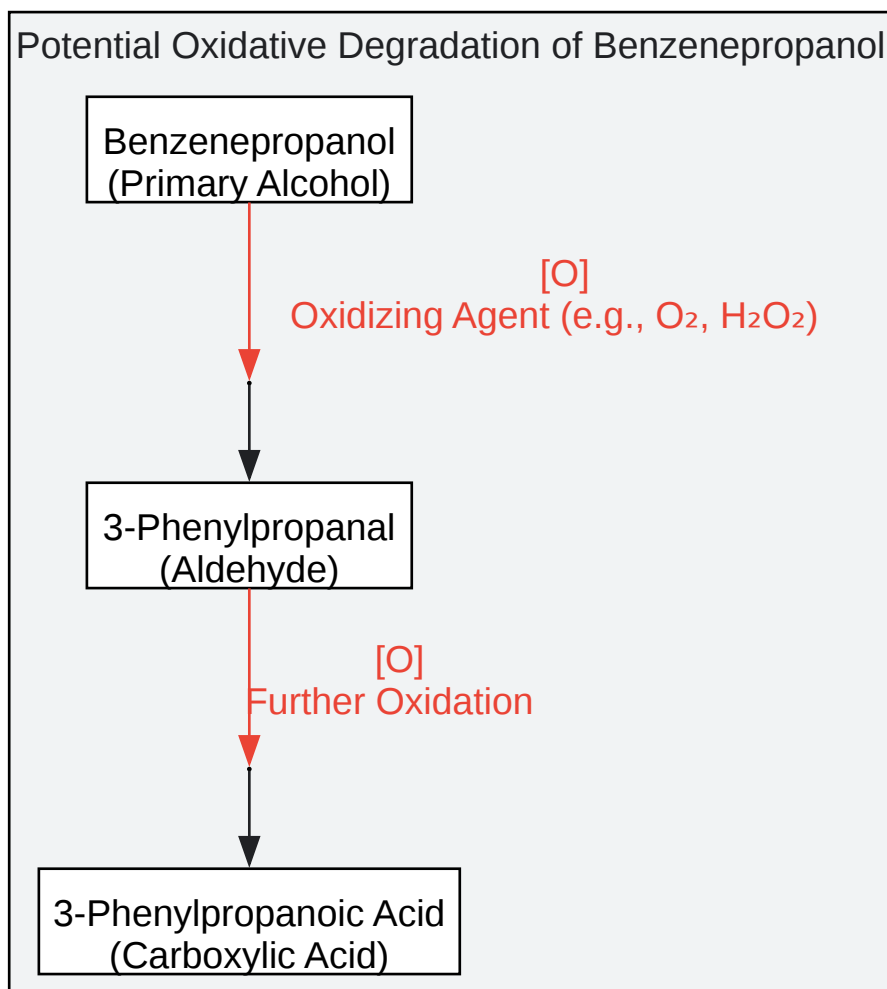 Potential Oxidative Degradation of Benzenepropanol
Benzenepropanol
(Primary Alcohol)
[O]
Oxidizing Agent (e.g., O₂, H₂O₂)
3-Phenylpropanal
(Aldehyde)
[O]
Further Oxidation
3-Phenylpropanoic Acid
(Carboxylic Acid)